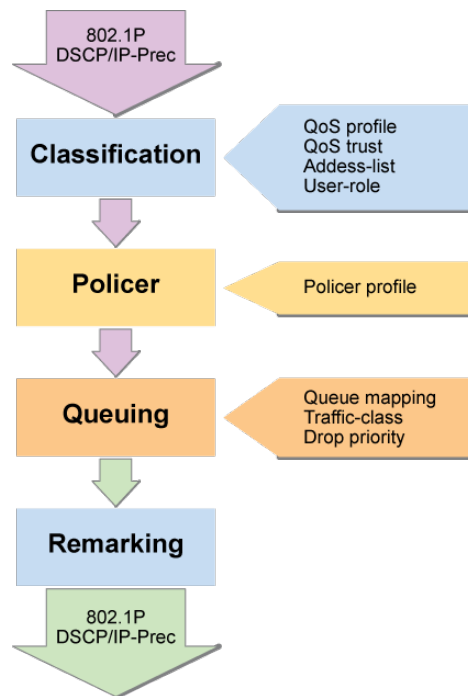 802.1P
DSCP/IP-Prec
Classification
QoS profile
QoS trust
Addess-list
User-role
Policer
Policer profile
Queuing
Queue mapping
Traffic-class
Drop priority
Remarking
802.1P
DSCP/IP-Prec